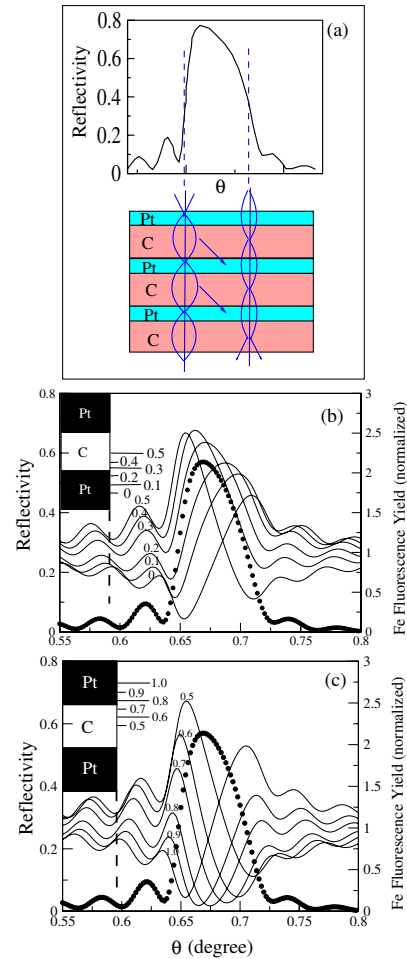 (a)
Reflectivity
0.8
0.6
0.4
0.2
0
θ
Pt
C
Pt
C
Pt
C
(b)
Reflectivity
0.8
0.6
0.4
0.2
0
Pt
C
Pt
0.5
0.4
0.3
0.2
0.1
0
0.5
0.4
0.3
0.2
0.1
0
3
2.5
2
1.5
1
0.5
0
Fe Fluorescence Yield (normalized)
0.55 0.6 0.65 0.7 0.75 0.8
(c)
Reflectivity
0.8
0.6
0.4
0.2
0
Pt
C
Pt
1.0
0.9
0.8
0.7
0.6
0.5
0.5
0.6
0.7
0.8
0.9
1.0
3
2.5
2
1.5
1
0.5
0
Fe Fluorescence Yield (normalized)
0.55 0.6 0.65 0.7 0.75 0.8
θ (degree)